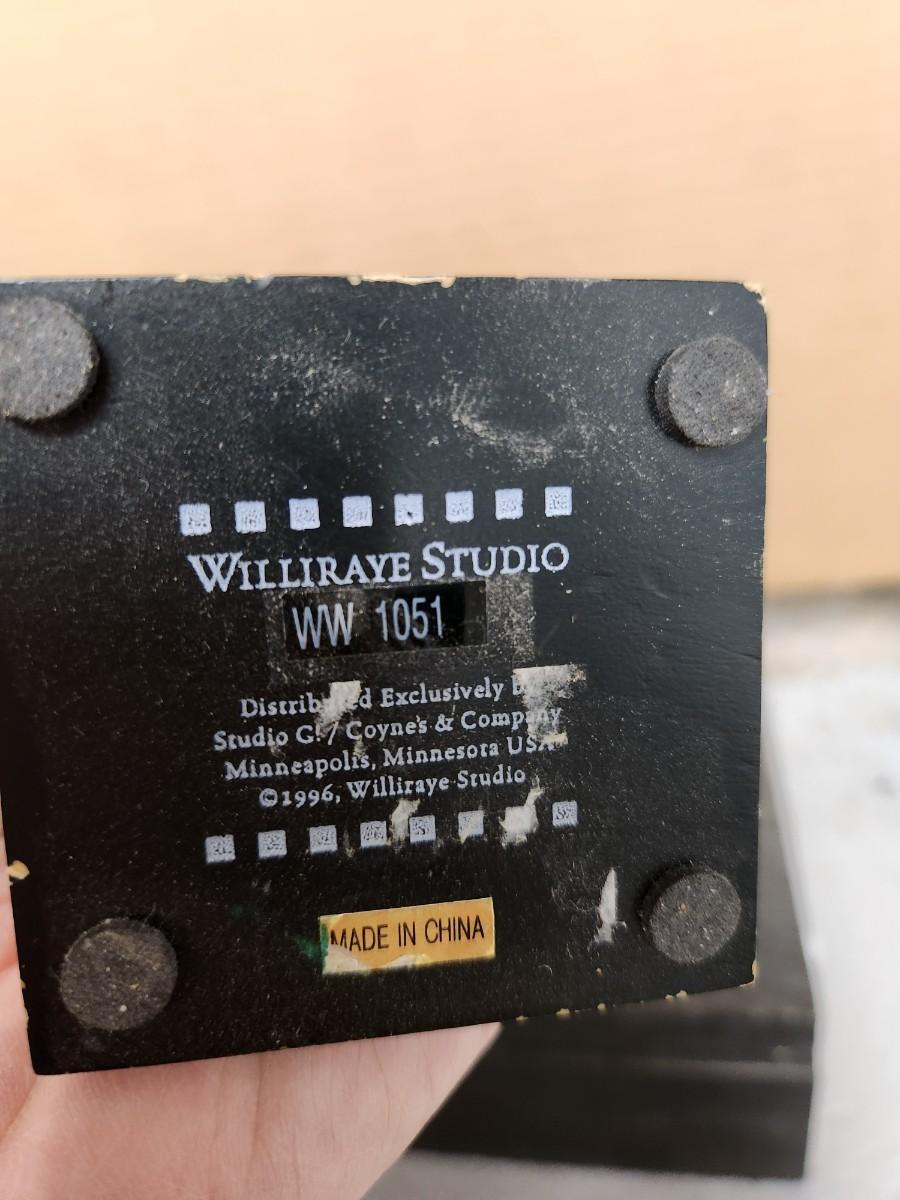 WILLIRAYE STUDIO
WW 1051
Exclusively
Studio G. / Coyne's & Company
Minneapolis, Minnesota USA
©1996, Williraye Studio
MADE IN CHINA